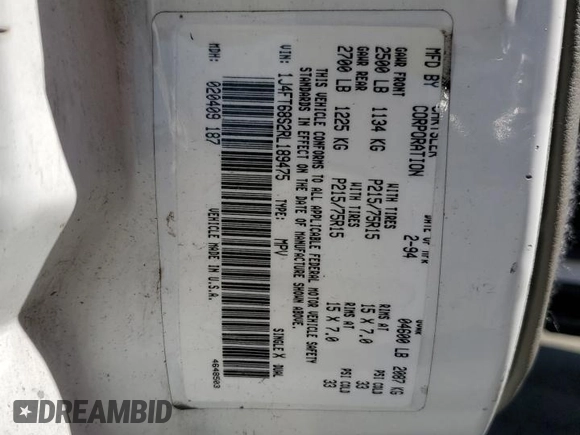 MFD BY CHRYSLER CORPORATION
DATE OF MFR 2-94
GVWR 04600 LB 2087 KG
GAWR FRONT WITH TIRES RIMS AT PSI COLD
2500 LB 1134 KG P215/75R15 15 X 7.0 33
GAWR REAR WITH TIRES RIMS AT PSI COLD
2700 LB 1225 KG P215/75R15 15 X 7.0 33
THIS VEHICLE CONFORMS TO ALL APPLICABLE FEDERAL MOTOR VEHICLE SAFETY
STANDARDS IN EFFECT ON THE DATE OF MANUFACTURE SHOWN ABOVE.
VIN: 1J4FT68S2RL189475 TYPE: MPV SINGLE X DUAL
MDH: 020409 187 VEHICLE MADE IN U.S.A. 4648503
DREAMBID